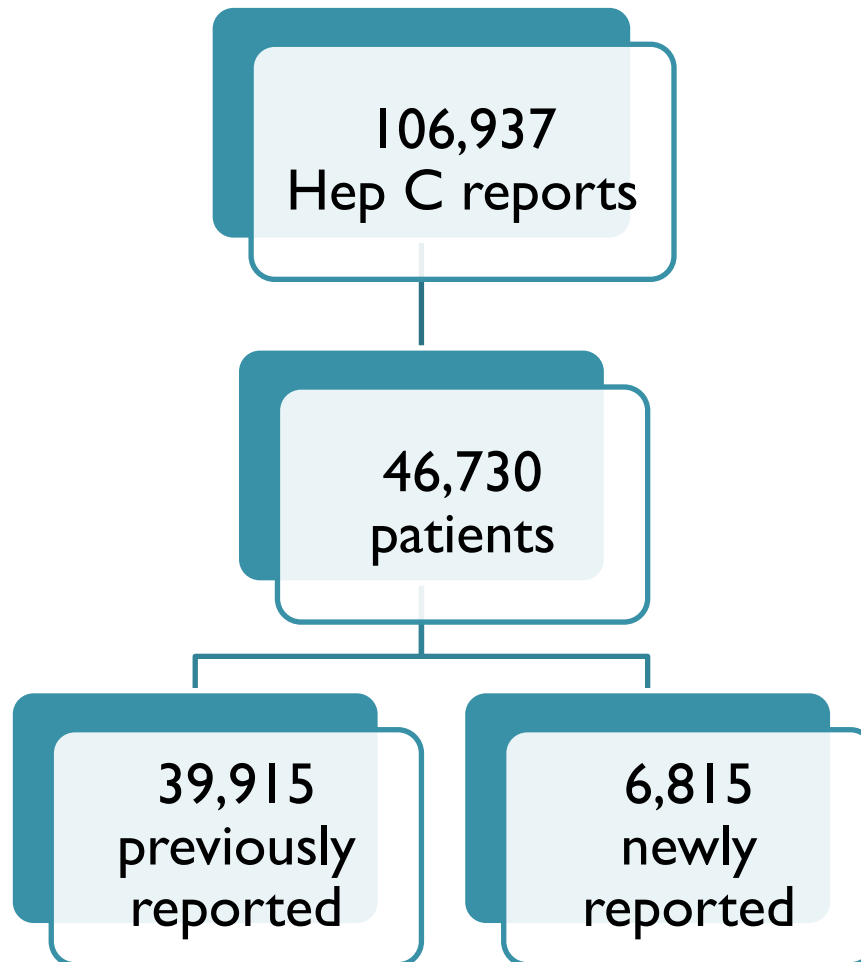 106,937
Hep C reports
46,730
patients
39,915
previously
reported
6,815
newly
reported